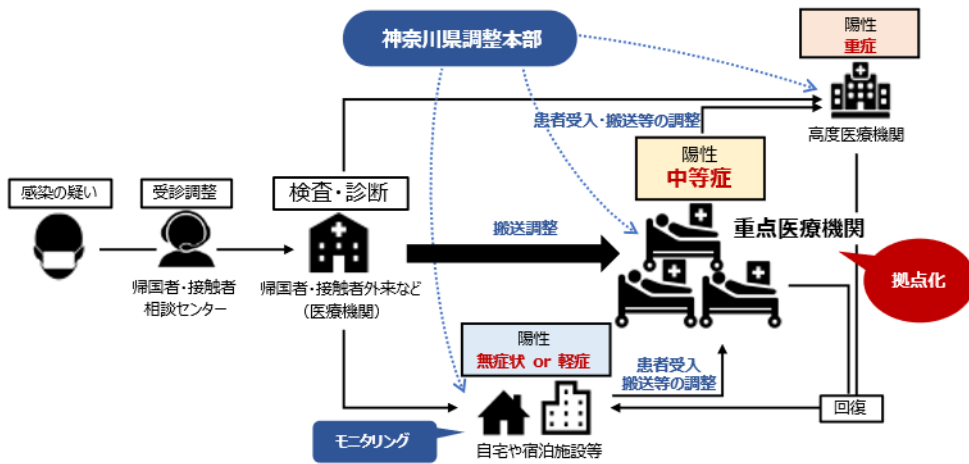 神奈川県調整本部
陽性
重症
高度医療機関
患者受入・搬送等の調整
陽性
中等症
重点医療機関
拠点化
感染の疑い
受診調整
帰国者・接触者
相談センター
検査・診断
帰国者・接触者外来など
（医療機関）
搬送調整
陽性
無症状 or 軽症
患者受入
搬送等の調整
回復
モニタリング
自宅や宿泊施設等